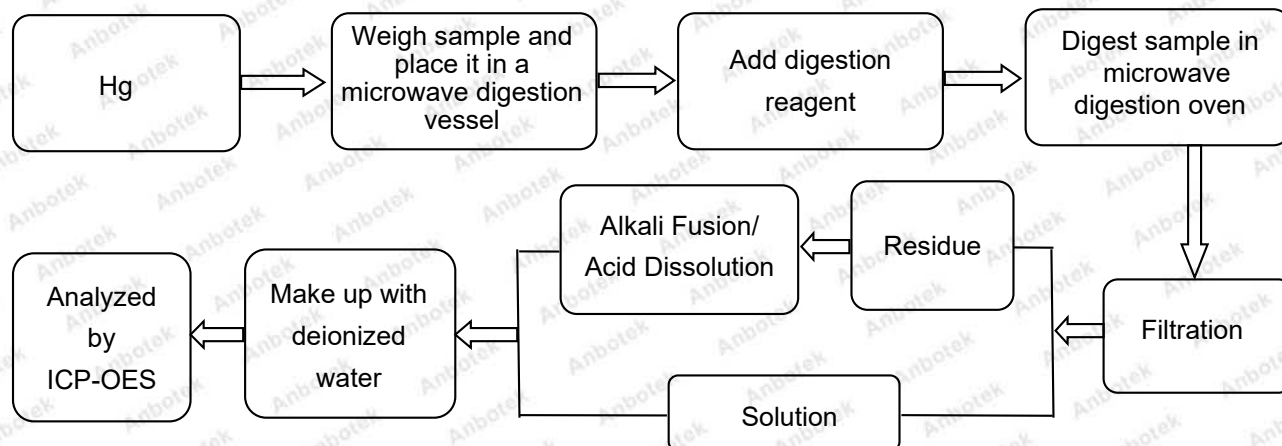 Hg
Weigh sample and
place it in a
microwave digestion
vessel
Add digestion
reagent
Digest sample in
microwave
digestion oven
Alkali Fusion/
Acid Dissolution
Residue
Filtration
Analyzed
by
ICP-OES
Make up with
deionized
water
Solution
Anbotek